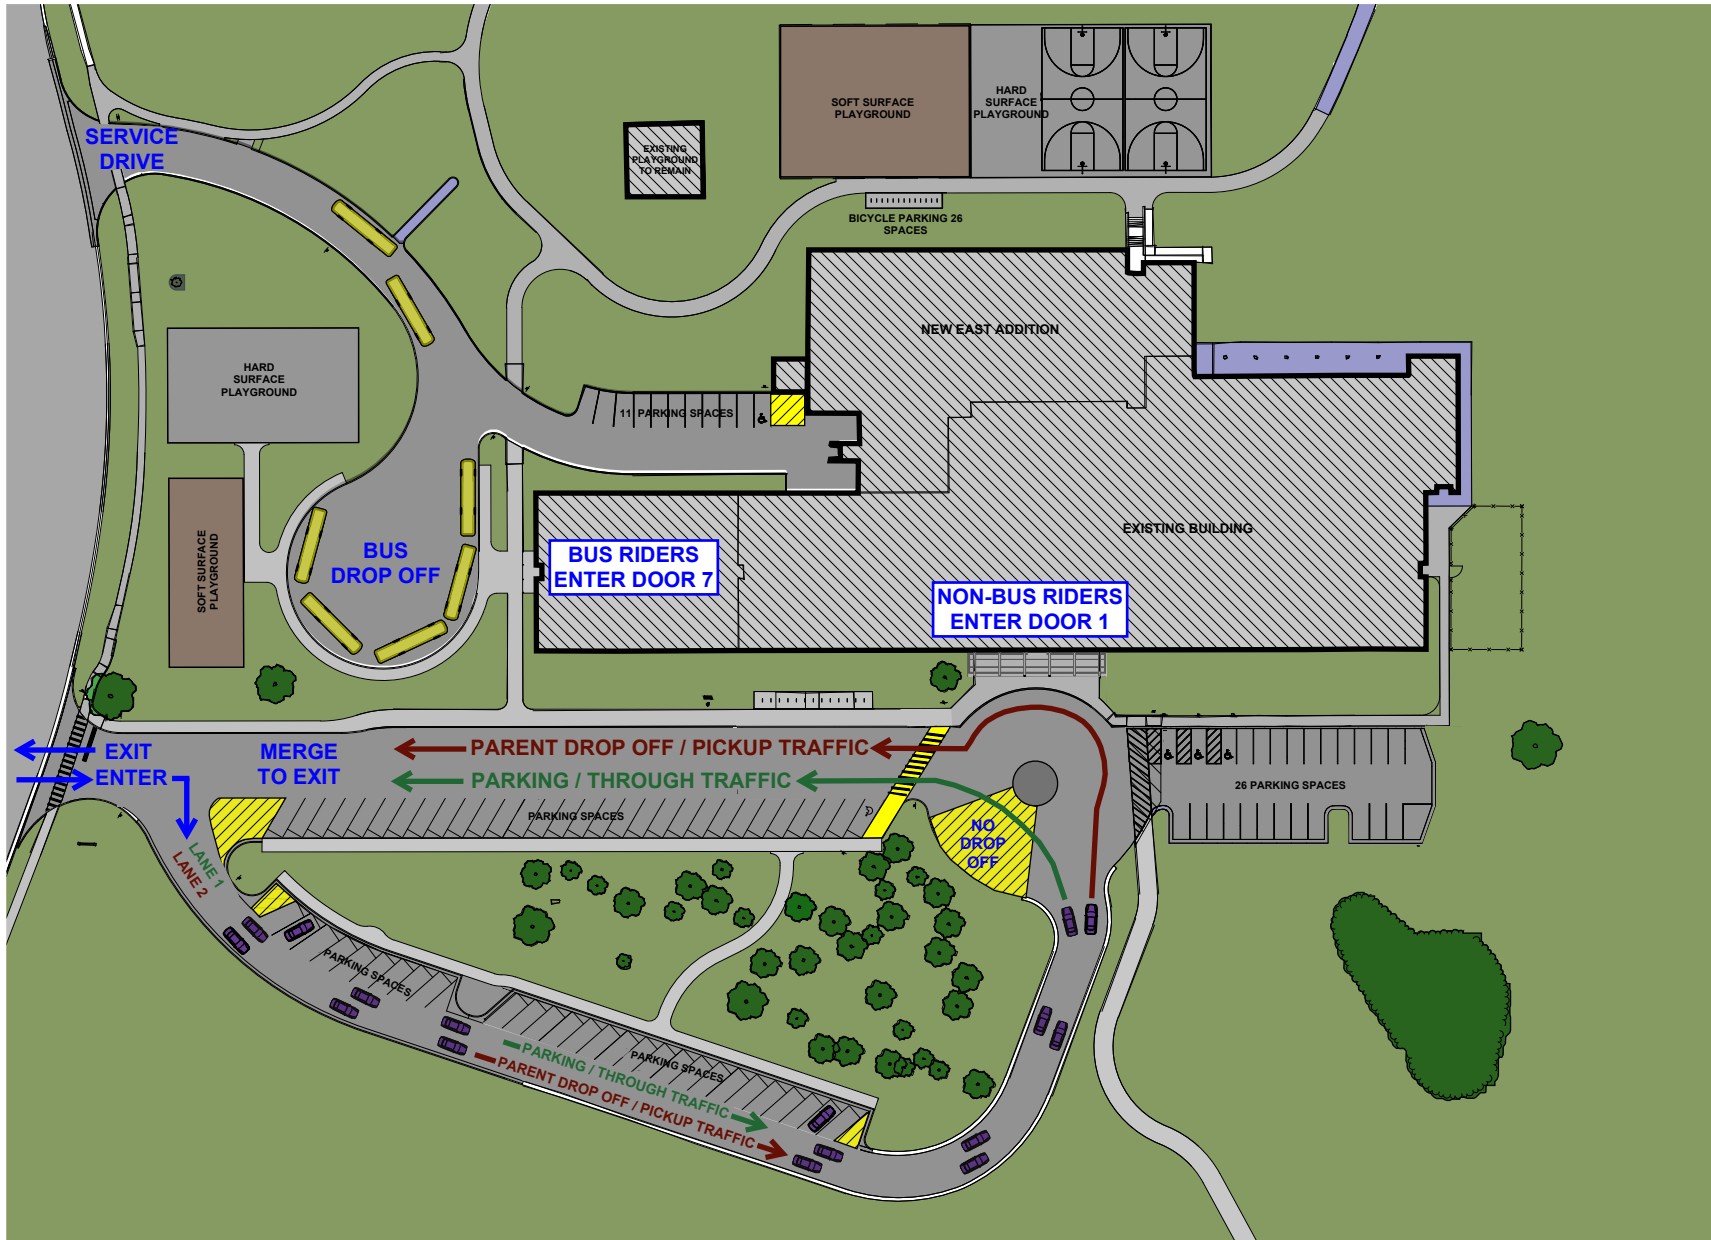 SOFT SURFACE
PLAYGROUND
HARD
SURFACE
PLAYGROUND
SERVICE
DRIVE
EXISTING
PLAYGROUND
TO REMAIN
BICYCLE PARKING 26
SPACES
NEW EAST ADDITION
HARD
SURFACE
PLAYGROUND
11 PARKING SPACES
EXISTING BUILDING
BUS
DROP OFF
BUS RIDERS
ENTER DOOR 7
SOFT SURFACE
PLAYGROUND
NON-BUS RIDERS
ENTER DOOR 1
EXIT
ENTER
MERGE
TO EXIT
PARENT DROP OFF / PICKUP TRAFFIC
PARKING / THROUGH TRAFFIC
26 PARKING SPACES
PARKING SPACES
NO
DROP
OFF
LANE 1
LANE 2
PARKING SPACES
PARKING SPACES
PARKING / THROUGH TRAFFIC
PARENT DROP OFF / PICKUP TRAFFIC